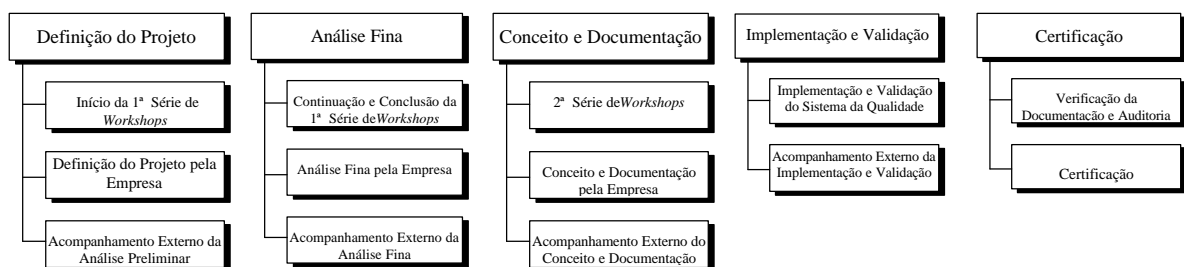 Definição do Projeto
Início da 1ª Série de
Workshops
Definição do Projeto pela
Empresa
Acompanhamento Externo da
Análise Preliminar
Análise Fina
Continuação e Conclusão da
1ª Série deWorkshops
Análise Fina pela Empresa
Acompanhamento Externo da
Análise Fina
Conceito e Documentação
2ª Série deWorkshops
Conceito e Documentação
pela Empresa
Acompanhamento Externo do
Conceito e Documentação
Implementação e Validação
Implementação e Validação
do Sistema da Qualidade
Acompanhamento Externo da
Implementação e Validação
Certificação
Verificação da
Documentação e Auditoria
Certificação